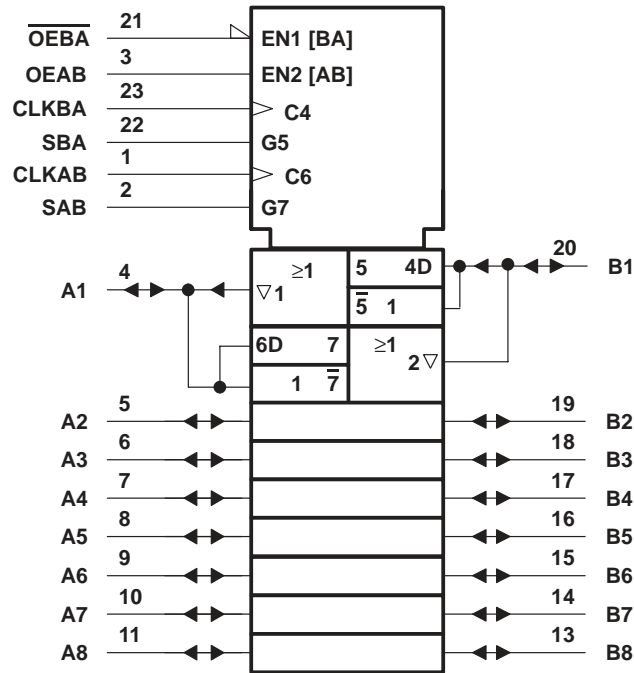 21
O̅E̅B̅A̅ EN1 [BA]
3
OEAB EN2 [AB]
23
CLKBA C4
22
SBA G5
1
CLKAB C6
2
SAB G7
4 ≥1 5 4D 20
A1 ▽1 B1
5̅ 1
6D 7 ≥1
2▽
1 7̅
5 19
A2 B2
6 18
A3 B3
7 17
A4 B4
8 16
A5 B5
9 15
A6 B6
10 14
A7 B7
11 13
A8 B8